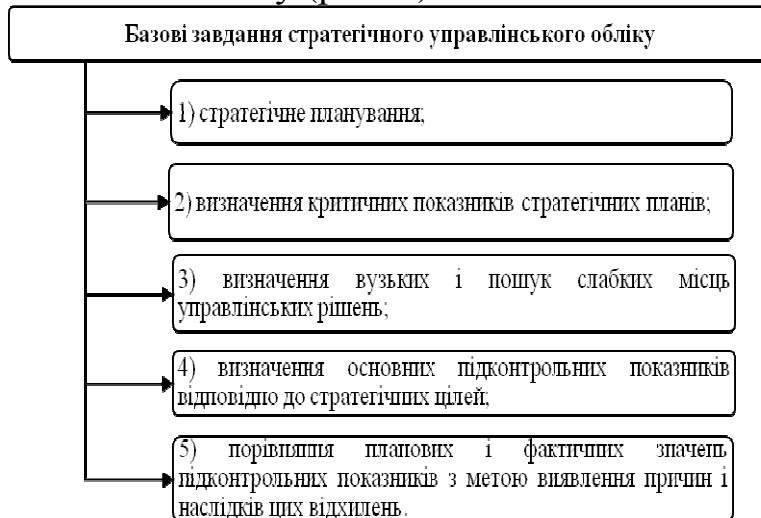 Базові завдання стратегічного управлінського обліку
1) стратегічне планування;
2) визначення критичних показників стратегічних планів;
3) визначення вузьких і пошук слабких місць
управлінських рішень;
4) визначення основних підконтрольних показників
відповідно до стратегічних цілей;
5) порівняння планових і фактичних значень
підконтрольних показників з метою виявлення причин і
наслідків цих відхилень.